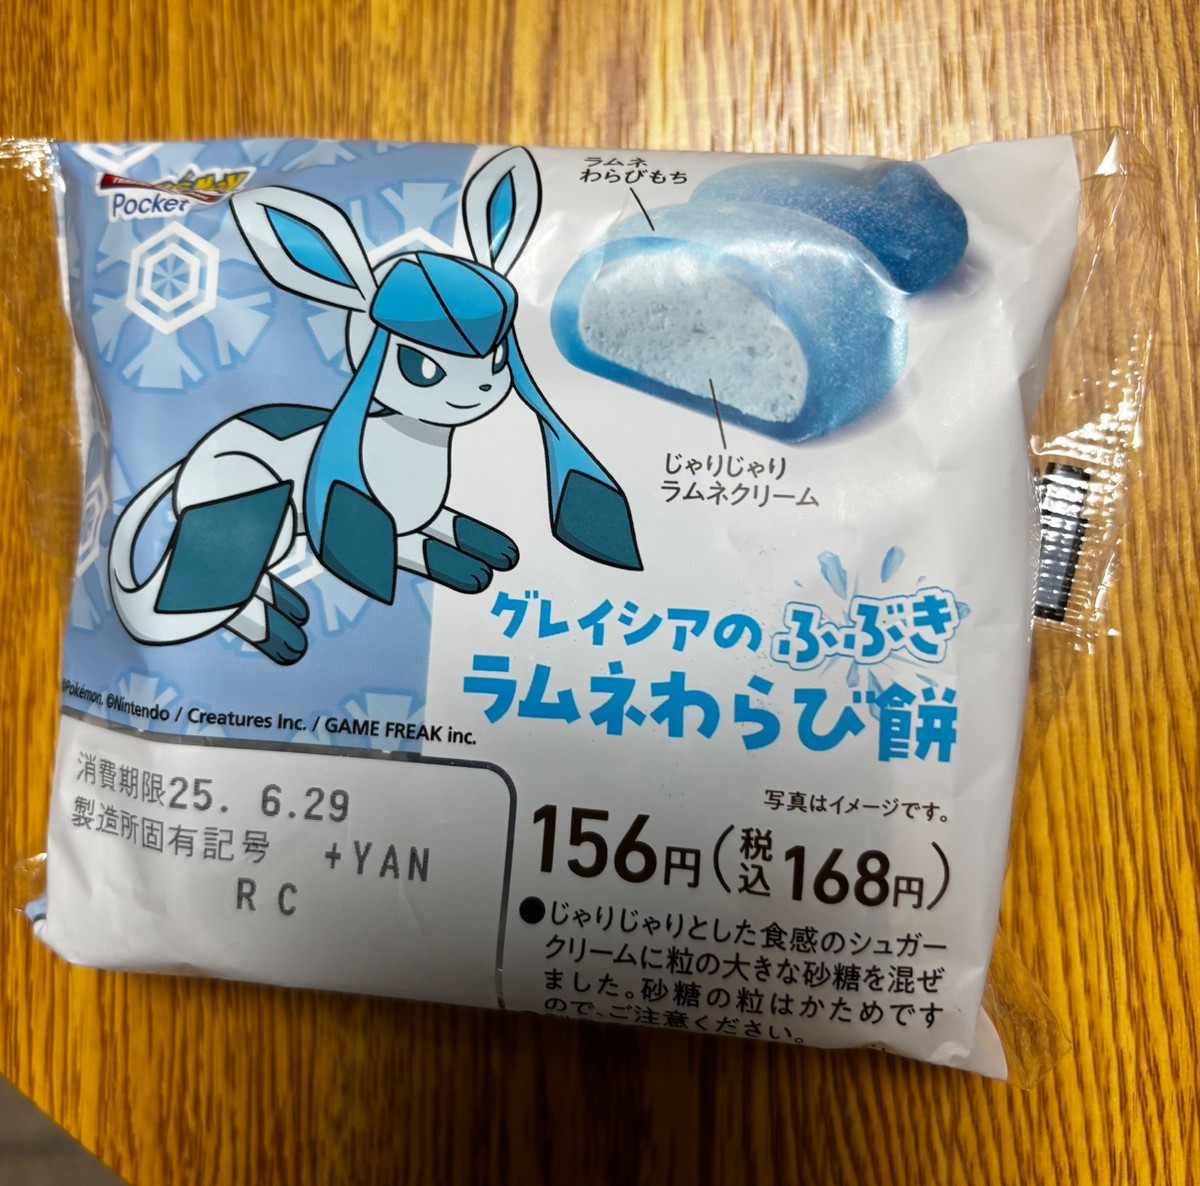 Pocket
ラムネ
わらびもち
じゃりじゃり
ラムネクリーム
グレイシアのふぶき
ラムネわらび餅
©Nintendo / Creatures Inc. / GAME FREAK inc.
写真はイメージです。
消費期限25. 6.29
製造所固有記号 +YAN
RC
156円(税込168円)
●じゃりじゃりとした食感のシュガー
クリームに粒の大きな砂糖を混ぜ
ました。砂糖の粒はかためです
ので、ご注意ください。